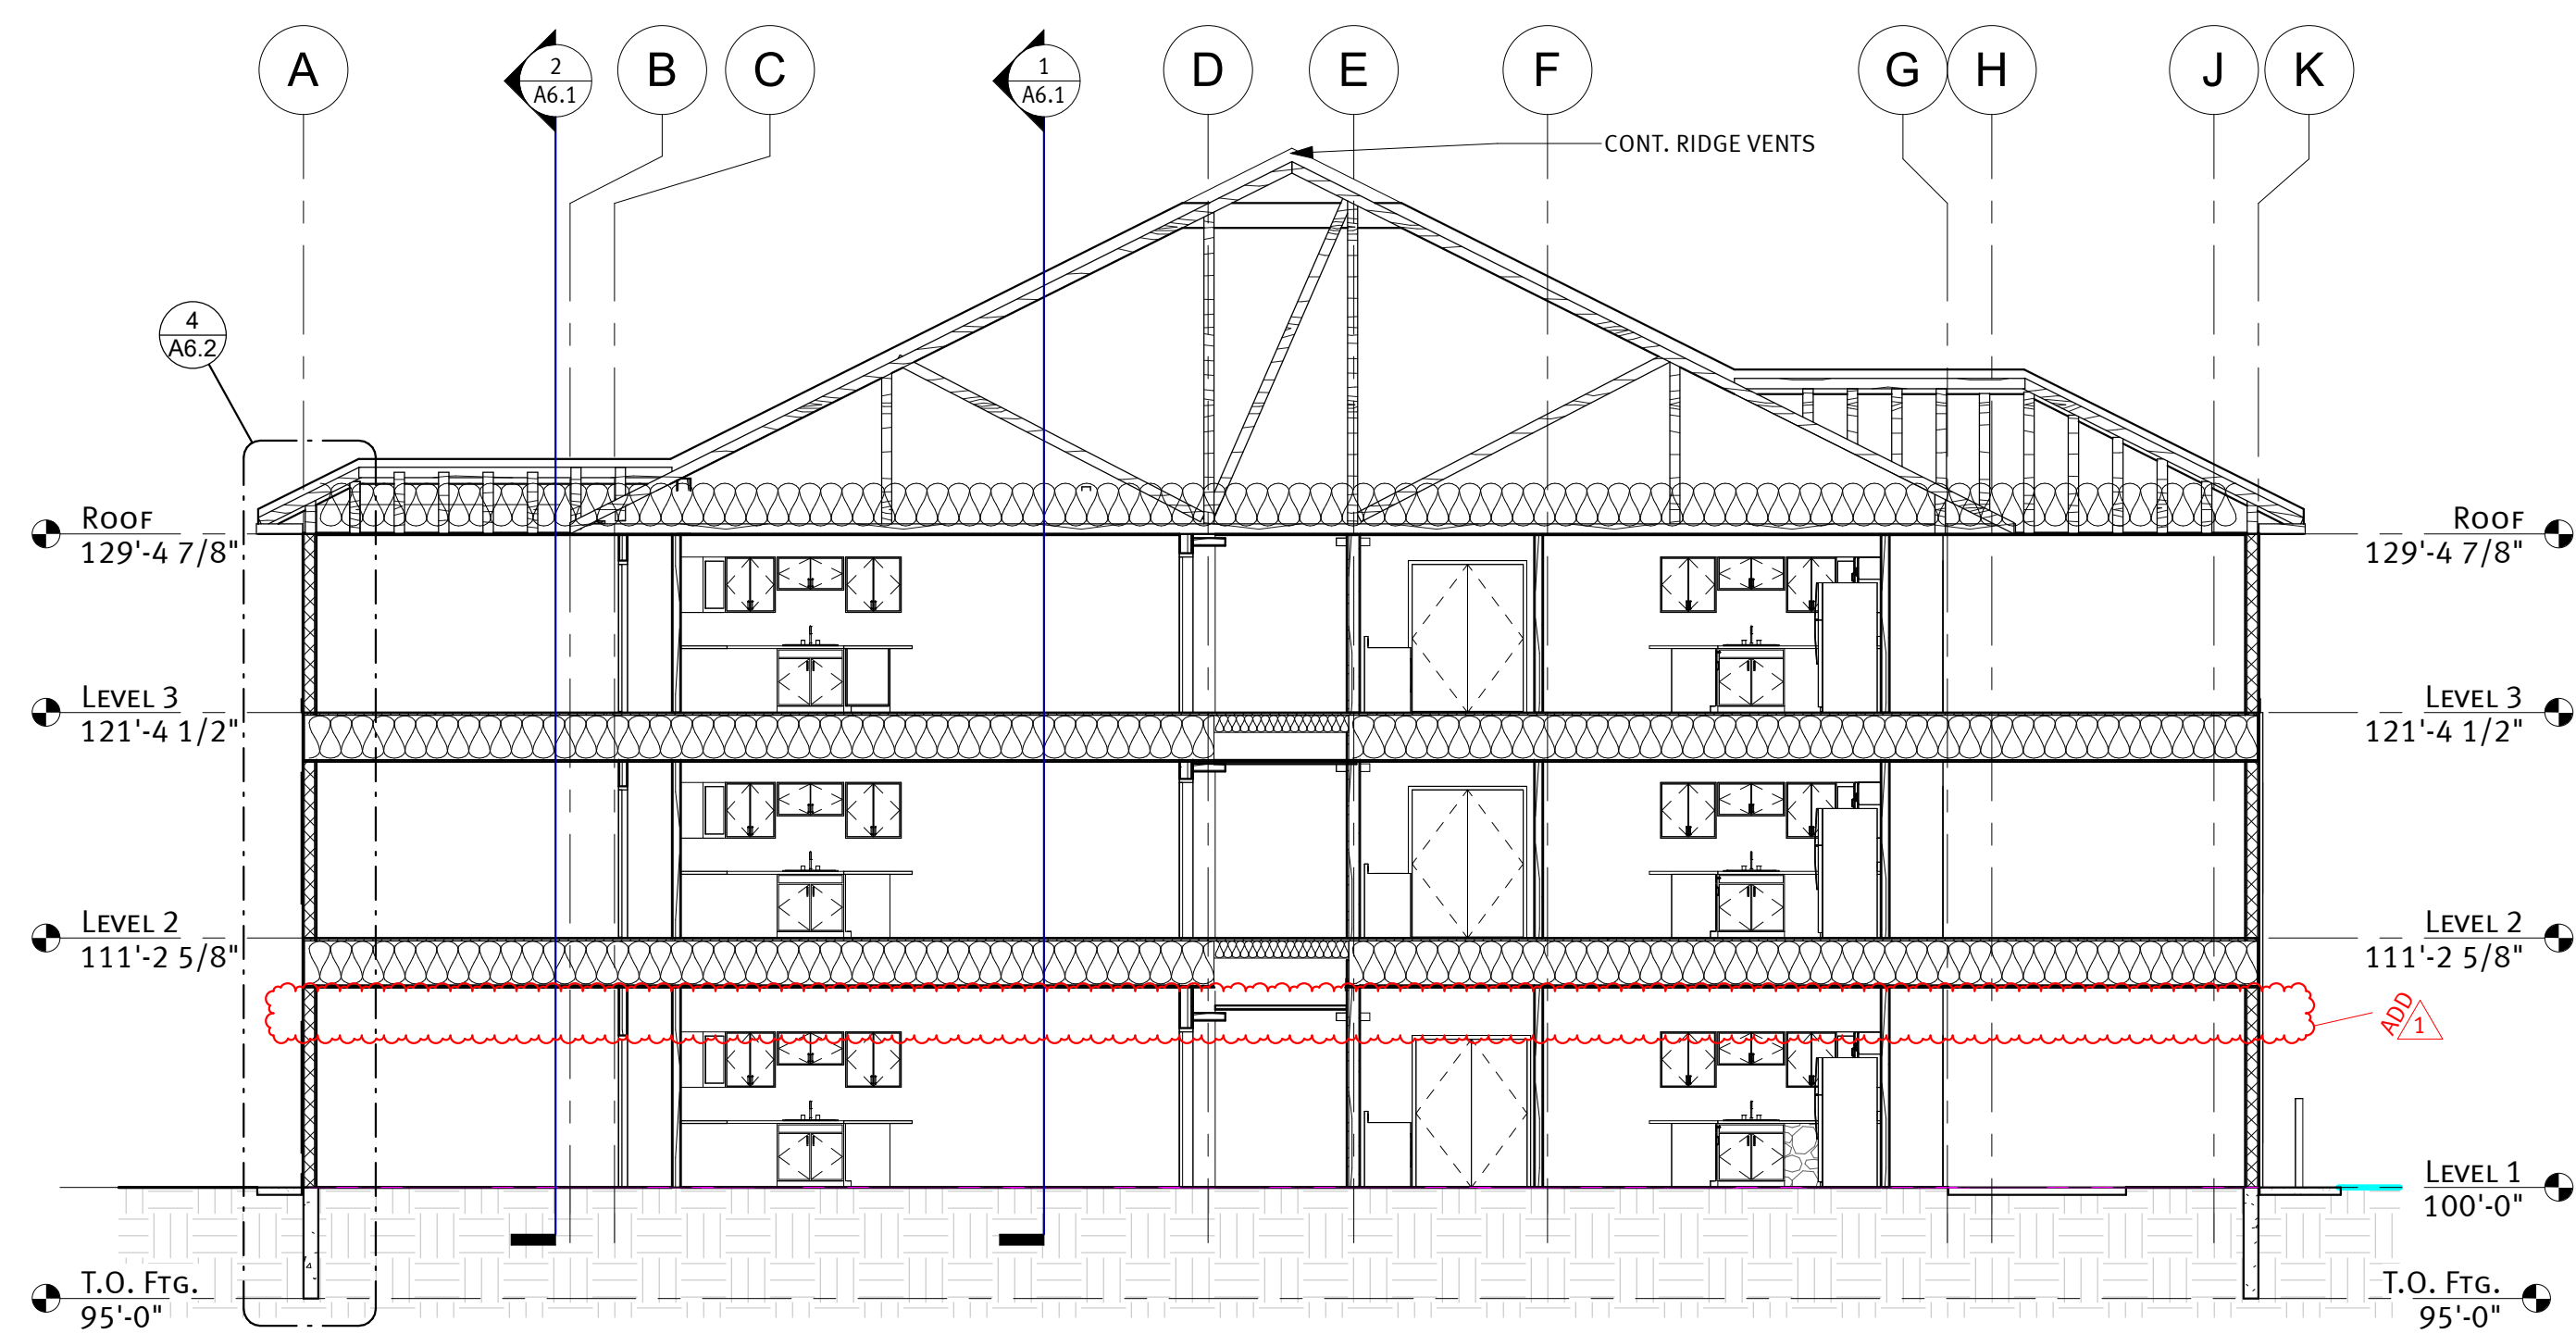 A
2
A6.1
B
C
1
A6.1
D
E
F
G
H
J
K
CONT. RIDGE VENTS
4
A6.2
ROOF
129'-4 7/8"
ROOF
129'-4 7/8"
LEVEL 3
121'-4 1/2"
LEVEL 3
121'-4 1/2"
LEVEL 2
111'-2 5/8"
LEVEL 2
111'-2 5/8"
ADD
1
LEVEL 1
100'-0"
T.O. FTG.
95'-0"
T.O. FTG.
95'-0"